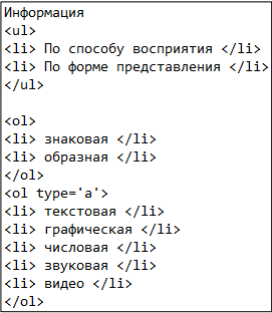 Информация
<ul>
<li> По способу восприятия </li>
<li> По форме представления </li>
</ul>

<ol>
<li> знаковая </li>
<li> образная </li>
</ol>
<ol type='a'>
<li> текстовая </li>
<li> графическая </li>
<li> числовая </li>
<li> звуковая </li>
<li> видео </li>
</ol>